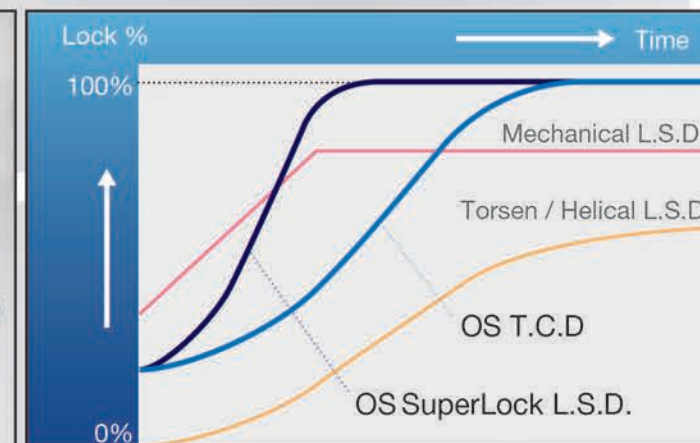 Lock %
Time
100%
Mechanical L.S.D
Torsen / Helical L.S.D
OS T.C.D
OS SuperLock L.S.D.
0%